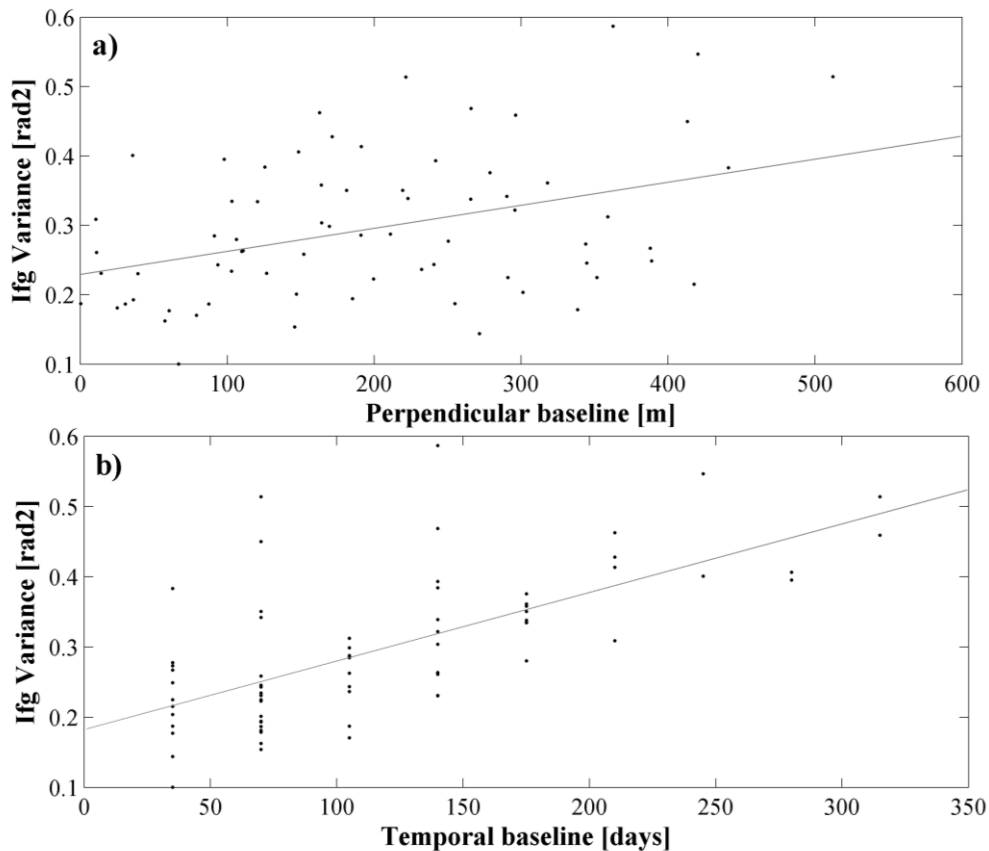 a)
Ifg Variance [rad2]
0.6
0.5
0.4
0.3
0.2
0.1
0 100 200 300 400 500 600
Perpendicular baseline [m]
b)
Ifg Variance [rad2]
0.6
0.5
0.4
0.3
0.2
0.1
0 50 100 150 200 250 300 350
Temporal baseline [days]